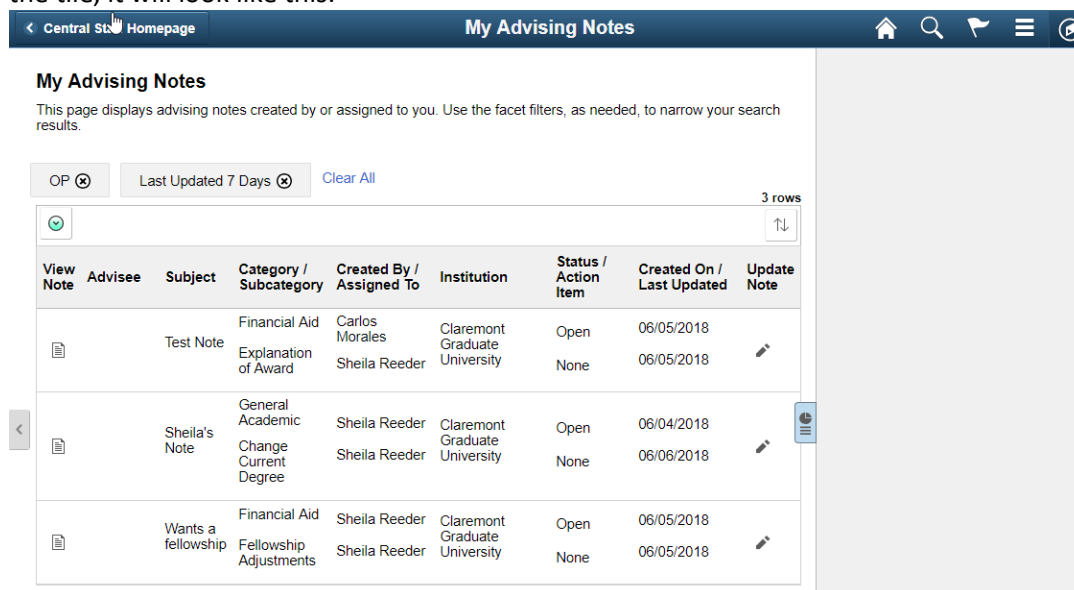 the tile, it will look like this.
Central St Homepage
My Advising Notes
My Advising Notes
This page displays advising notes created by or assigned to you. Use the facet filters, as needed, to narrow your search
results.
OP
Last Updated 7 Days
Clear All
3 rows
View Note
Advisee
Subject
Category / Subcategory
Created By / Assigned To
Institution
Status / Action Item
Created On / Last Updated
Update Note
Test Note
Financial Aid
Explanation of Award
Carlos Morales
Sheila Reeder
Claremont Graduate University
Open
None
06/05/2018
06/05/2018
Sheila's Note
General Academic
Change Current Degree
Sheila Reeder
Sheila Reeder
Claremont Graduate University
Open
None
06/04/2018
06/06/2018
Wants a fellowship
Financial Aid
Fellowship Adjustments
Sheila Reeder
Sheila Reeder
Claremont Graduate University
Open
None
06/05/2018
06/05/2018